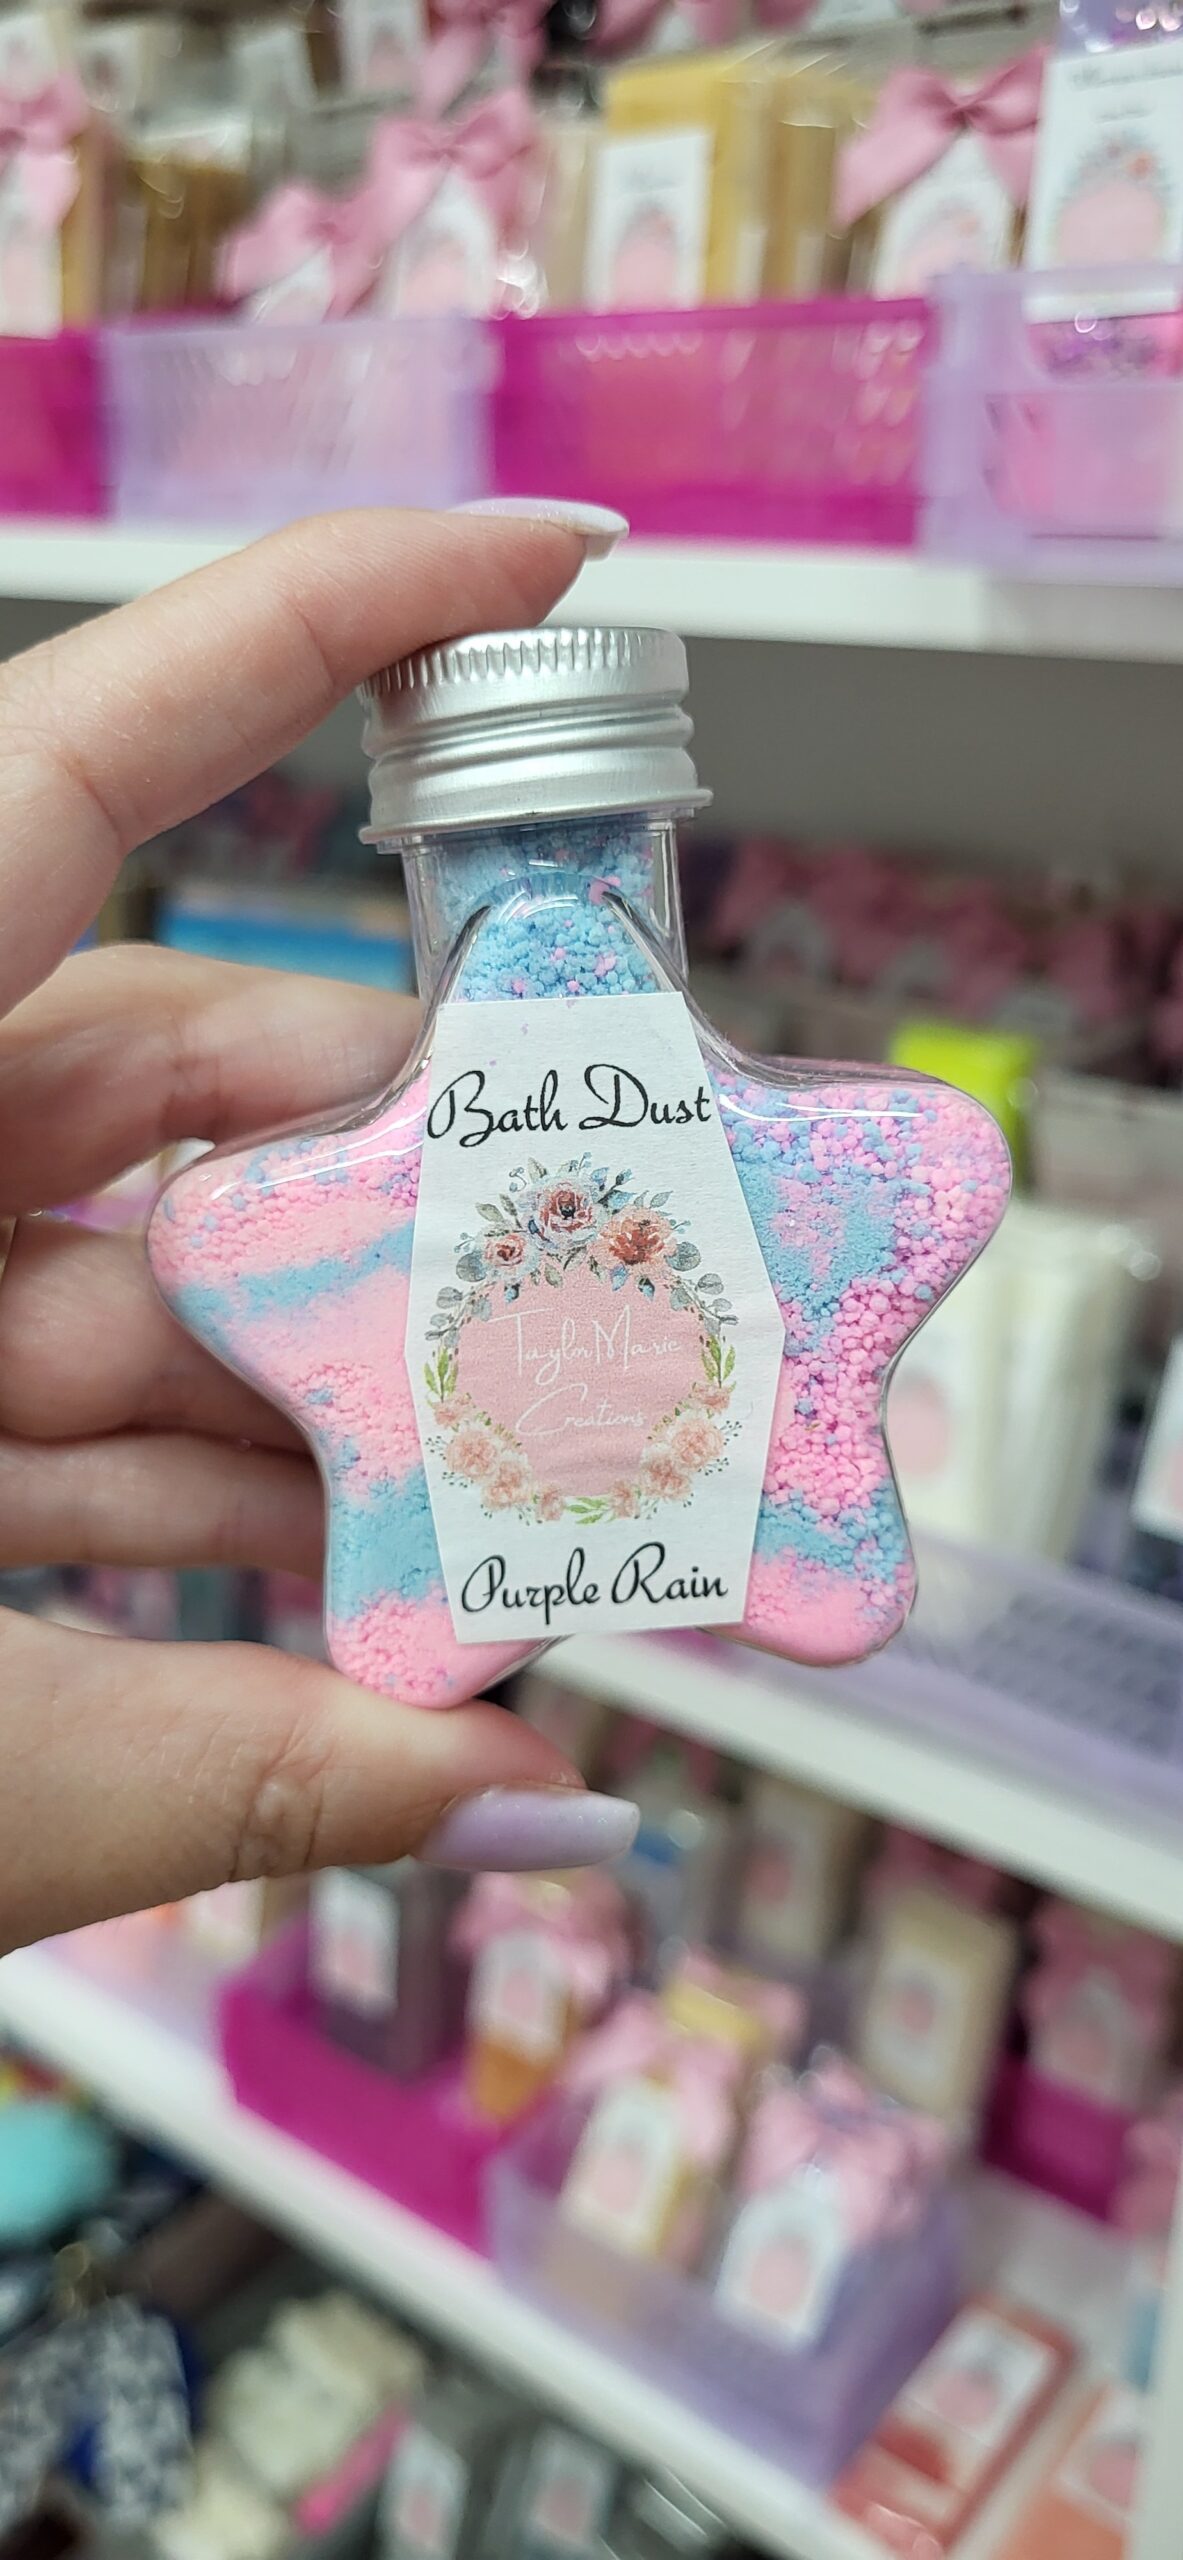 Bath Dust
TaylorMarie
Creations
Purple Rain